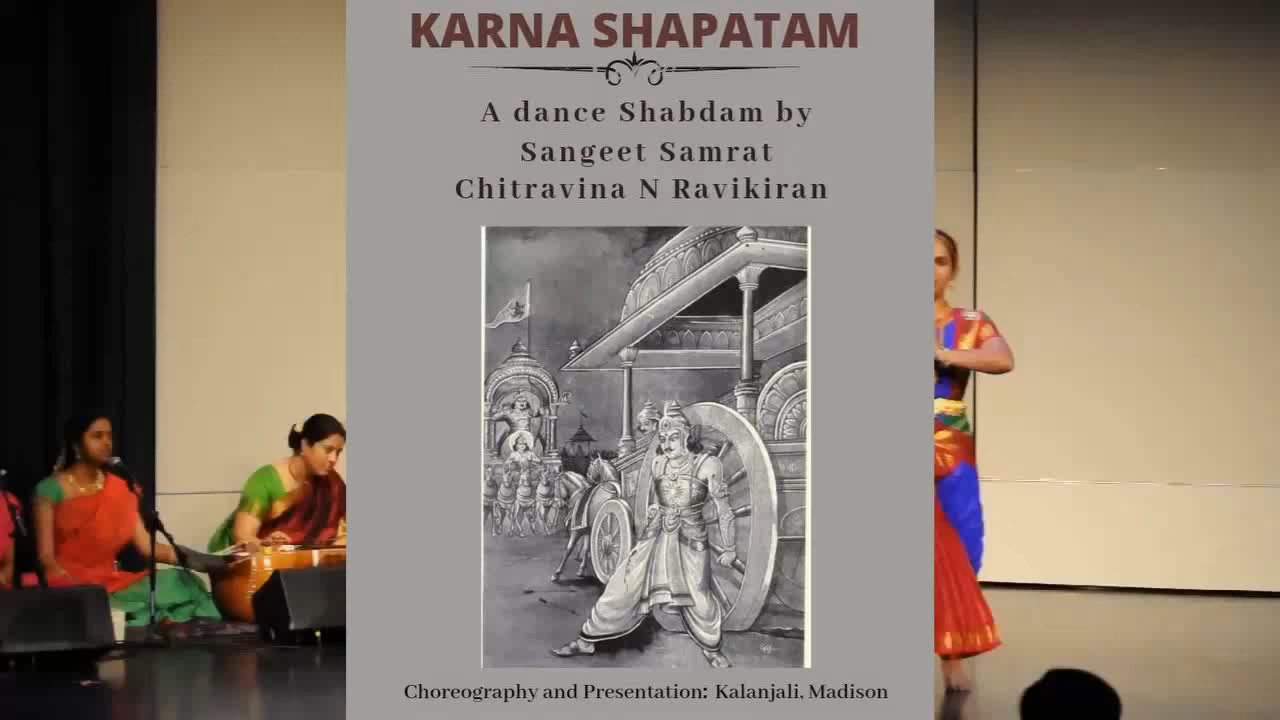 KARNA SHAPATAM
A dance Shabdam by
Sangeet Samrat
Chitravina N Ravikiran
Choreography and Presentation: Kalanjali, Madison